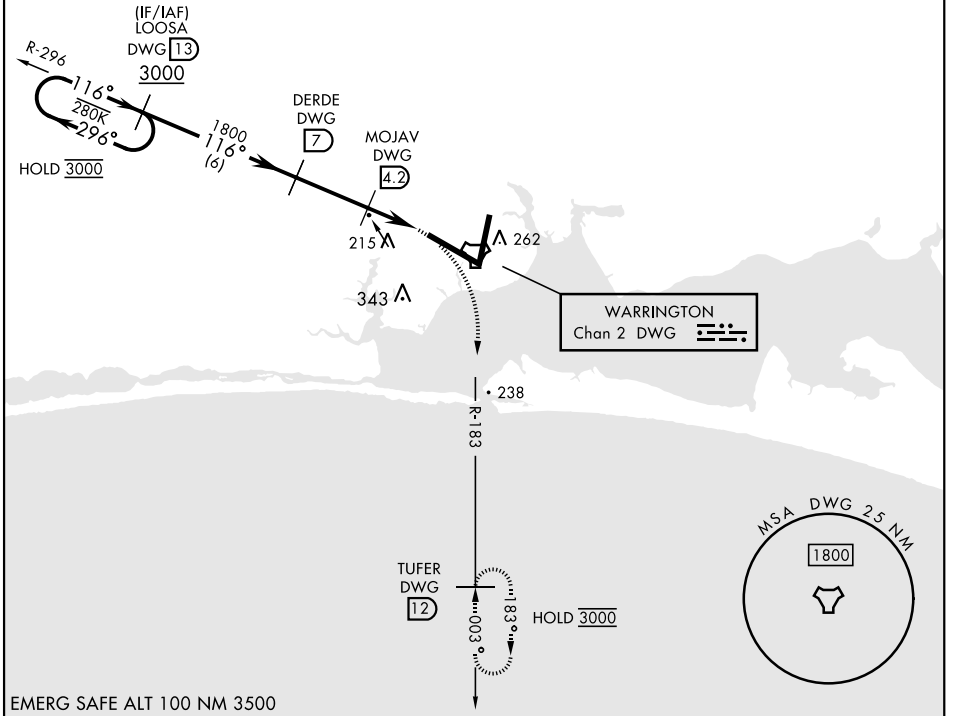 (IF/IAF)
LOOSA
DWG 13
3000
R-296
116°
280K
296°
HOLD 3000
1800
116°
(6)
DERDE
DWG
7
MOJAV
DWG
4.2
215
262
343
WARRINGTON
Chan 2 DWG
238
R-183
TUFER
DWG
12
183°
003°
HOLD 3000
MSA DWG 25 NM
1800
EMERG SAFE ALT 100 NM 3500